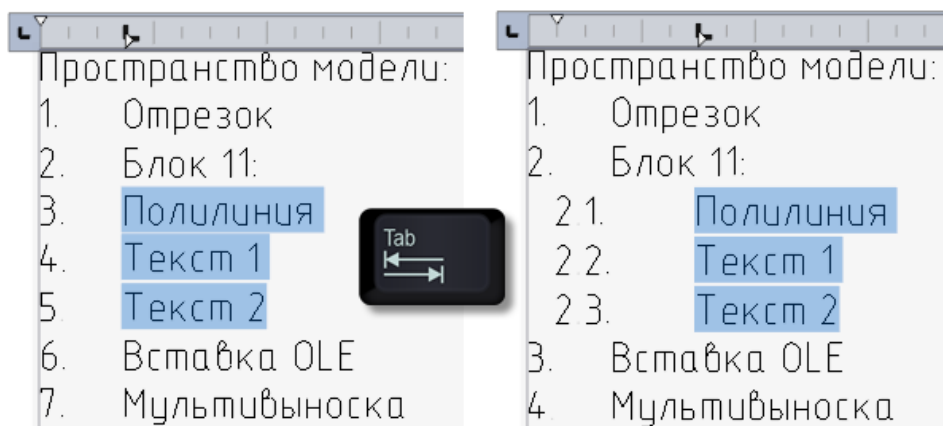 Пространство модели:
1. Отрезок
2. Блок 11:
3. Полилиния
4. Текст 1
5. Текст 2
6. Вставка OLE
7. Мультивыноска
Tab
Пространство модели:
1. Отрезок
2. Блок 11:
2.1. Полилиния
2.2. Текст 1
2.3. Текст 2
3. Вставка OLE
4. Мультивыноска